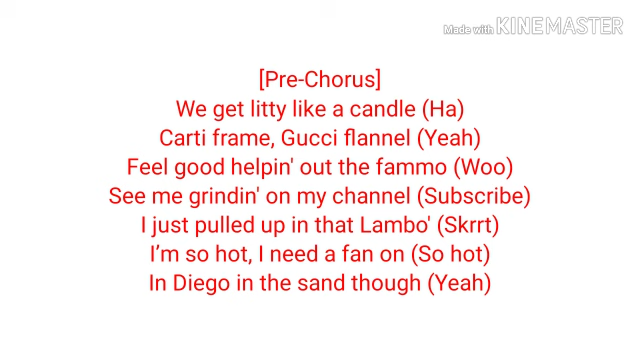 Made with KINEMASTER
[Pre-Chorus]
We get litty like a candle (Ha)
Carti frame, Gucci flannel (Yeah)
Feel good helpin' out the fammo (Woo)
See me grindin' on my channel (Subscribe)
I just pulled up in that Lambo' (Skrrt)
I’m so hot, I need a fan on (So hot)
In Diego in the sand though (Yeah)